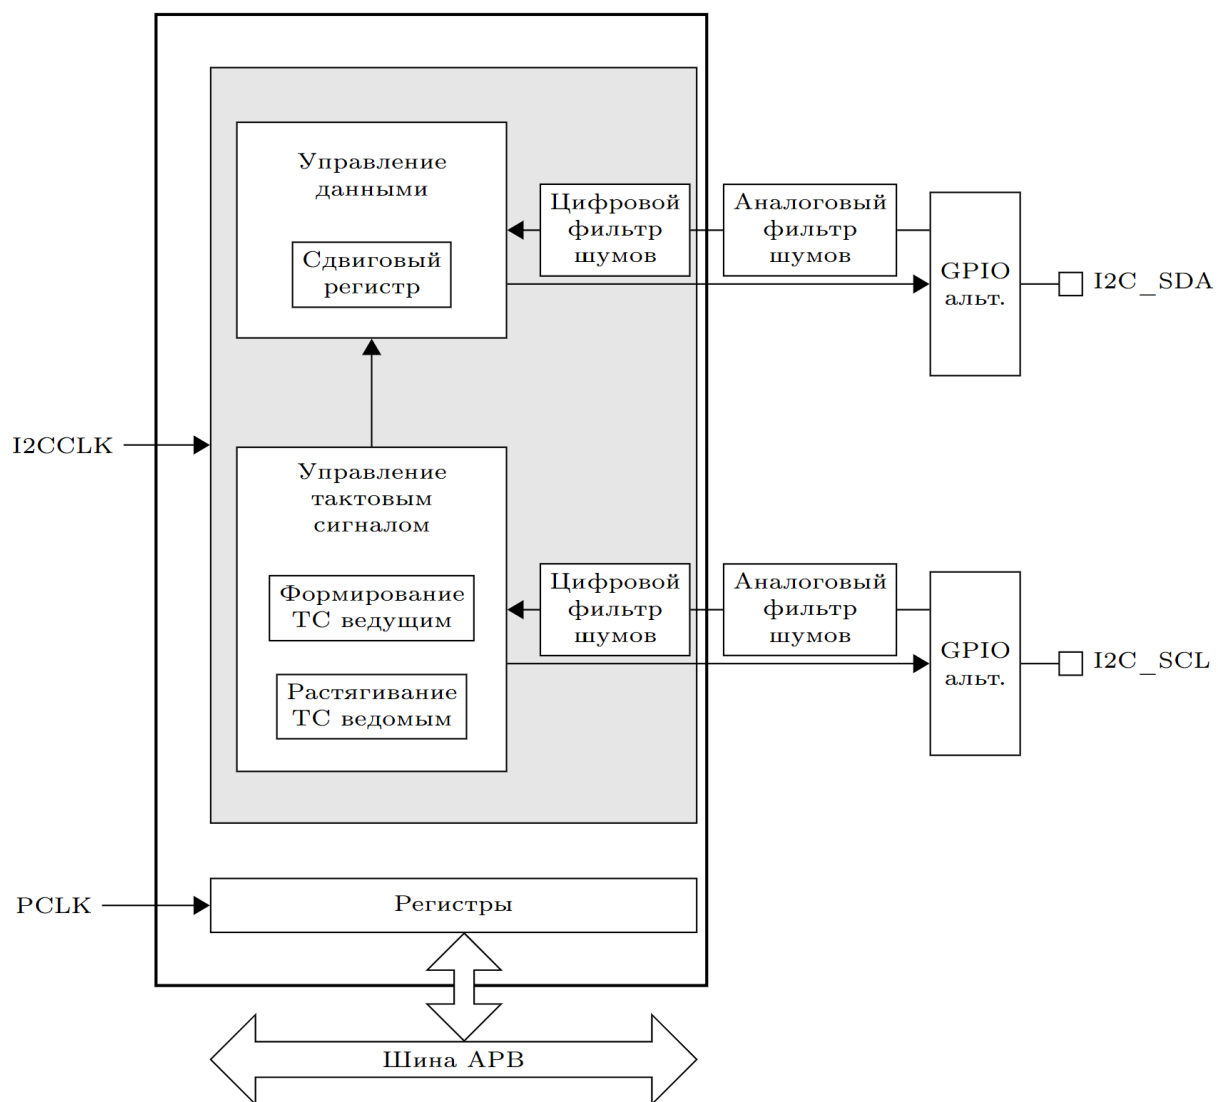 Управление
данными
Сдвиговый
регистр
Цифровой
фильтр
шумов
Аналоговый
фильтр
шумов
GPIO
альт.
I2C_SDA
I2CCLK
Управление
тактовым
сигналом
Формирование
ТС ведущим
Растягивание
ТС ведомым
Цифровой
фильтр
шумов
Аналоговый
фильтр
шумов
GPIO
альт.
I2C_SCL
PCLK
Регистры
Шина APB